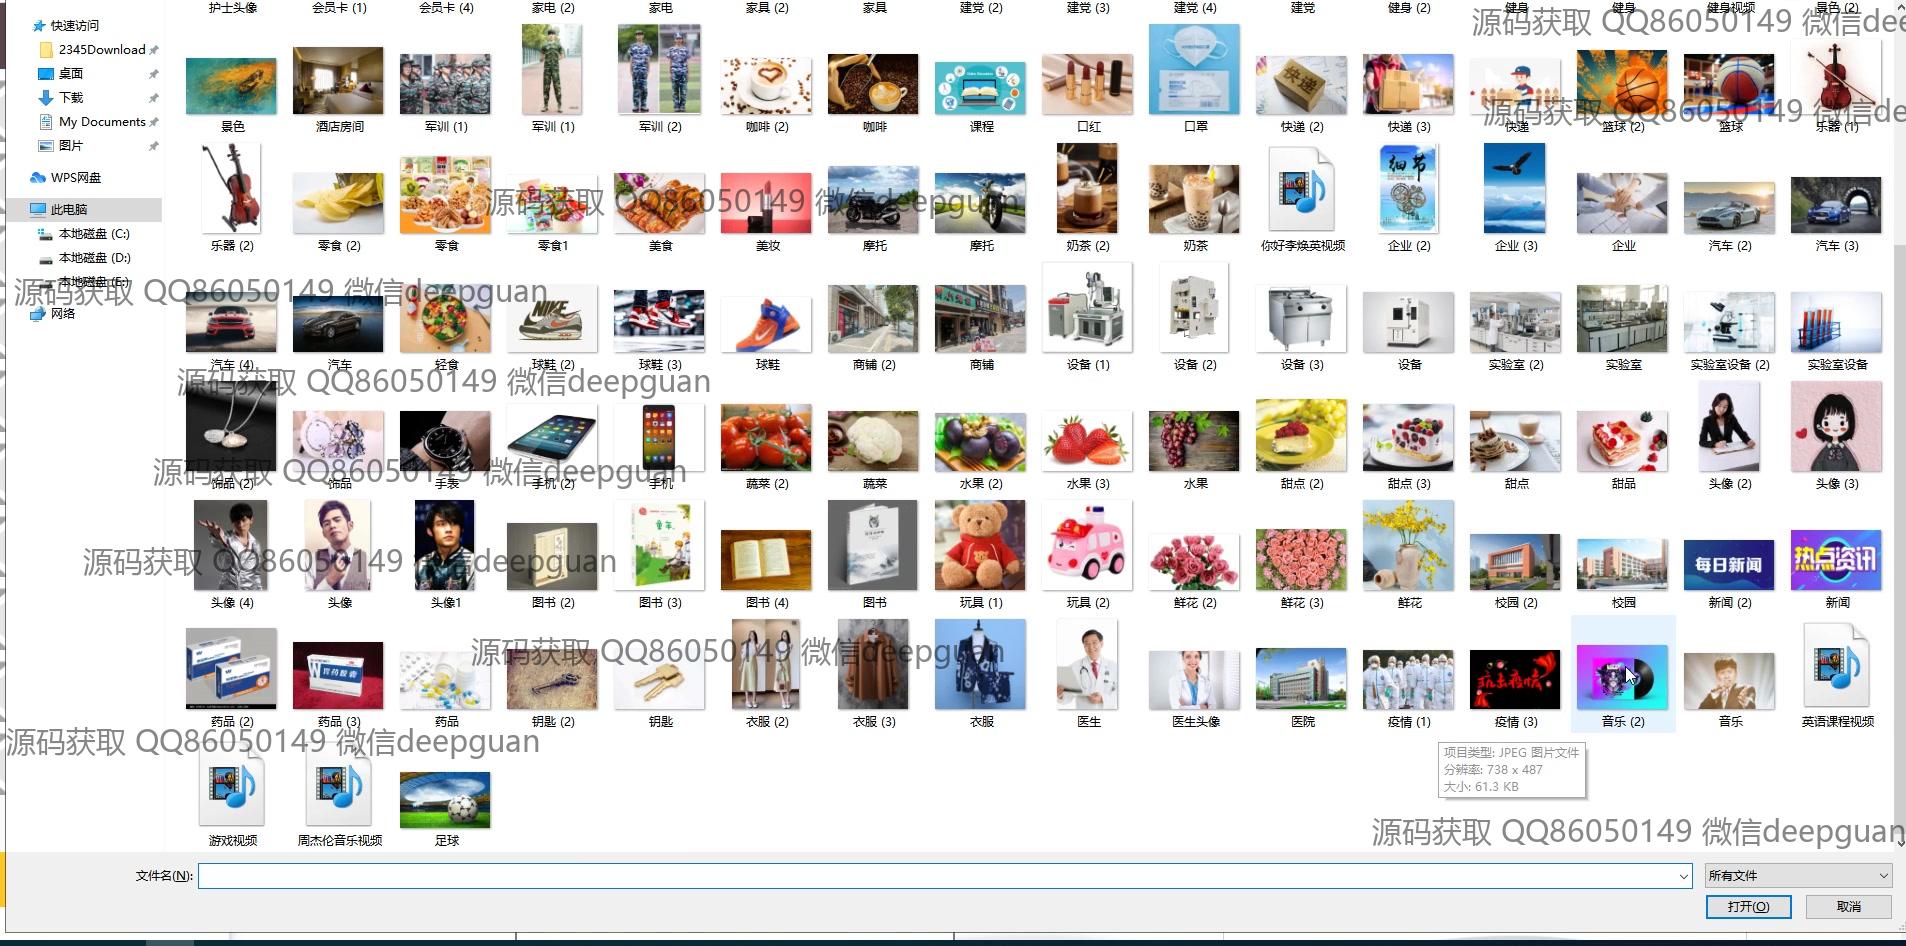 护士头像 会员卡 (1) 会员卡 (4) 家电 (2) 家电 家具 (2) 家具 建党 (2) 建党 (3) 建党 (4) 建党 健身 (2) 健身 健身 健身视频 景色 (2)
源码获取 QQ86050149 微信dee
快速访问
2345Download
桌面
下载
My Documents
图片
WPS网盘
此电脑
本地磁盘 (C:)
本地磁盘 (D:)
本地磁盘 (E:)
网络
快递
源码获取 QQ86050149 微信dee
景色 酒店房间 军训 (1) 军训 (1) 军训 (2) 咖啡 (2) 咖啡 课程 口红 口罩 快递 (2) 快递 (3) 快递 篮球 (2) 篮球 乐器 (1)
细节
源码获取 QQ86050149 微信deepguan
乐器 (2) 零食 (2) 零食 零食1 美食 美妆 摩托 摩托 奶茶 (2) 奶茶 你好李焕英视频 企业 (2) 企业 (3) 企业 汽车 (2) 汽车 (3)
源码获取 QQ86050149 微信deepguan
NIKE
汽车 (4) 汽车 轻食 球鞋 (2) 球鞋 (3) 球鞋 商铺 (2) 商铺 设备 (1) 设备 (2) 设备 (3) 设备 实验室 (2) 实验室 实验室设备 (2) 实验室设备
源码获取 QQ86050149 微信deepguan
源码获取 QQ86050149 微信deepguan
饰品 (2) 饰品 手表 手机 (2) 手机 蔬菜 (2) 蔬菜 水果 (2) 水果 (3) 水果 甜点 (2) 甜点 (3) 甜点 甜品 头像 (2) 头像 (3)
童年
每日新闻
热点资讯
源码获取 QQ86050149 微信deepguan
头像 (4) 头像 头像1 图书 (2) 图书 (3) 图书 (4) 图书 玩具 (1) 玩具 (2) 鲜花 (2) 鲜花 (3) 鲜花 校园 (2) 校园 新闻 (2) 新闻
源码获取 QQ86050149 微信deepguan
胃药胶囊
抗击疫情
药品 (2) 药品 (3) 药品 钥匙 (2) 钥匙 衣服 (2) 衣服 (3) 衣服 医生 医生头像 医院 疫情 (1) 疫情 (3) 音乐 (2) 音乐 英语课程视频
源码获取 QQ86050149 微信deepguan
项目类型: JPEG 图片文件
分辨率: 738 x 487
大小: 61.3 KB
游戏视频 周杰伦音乐视频 足球
源码获取 QQ86050149 微信deepguan
文件名(N):
所有文件
打开(O)
取消